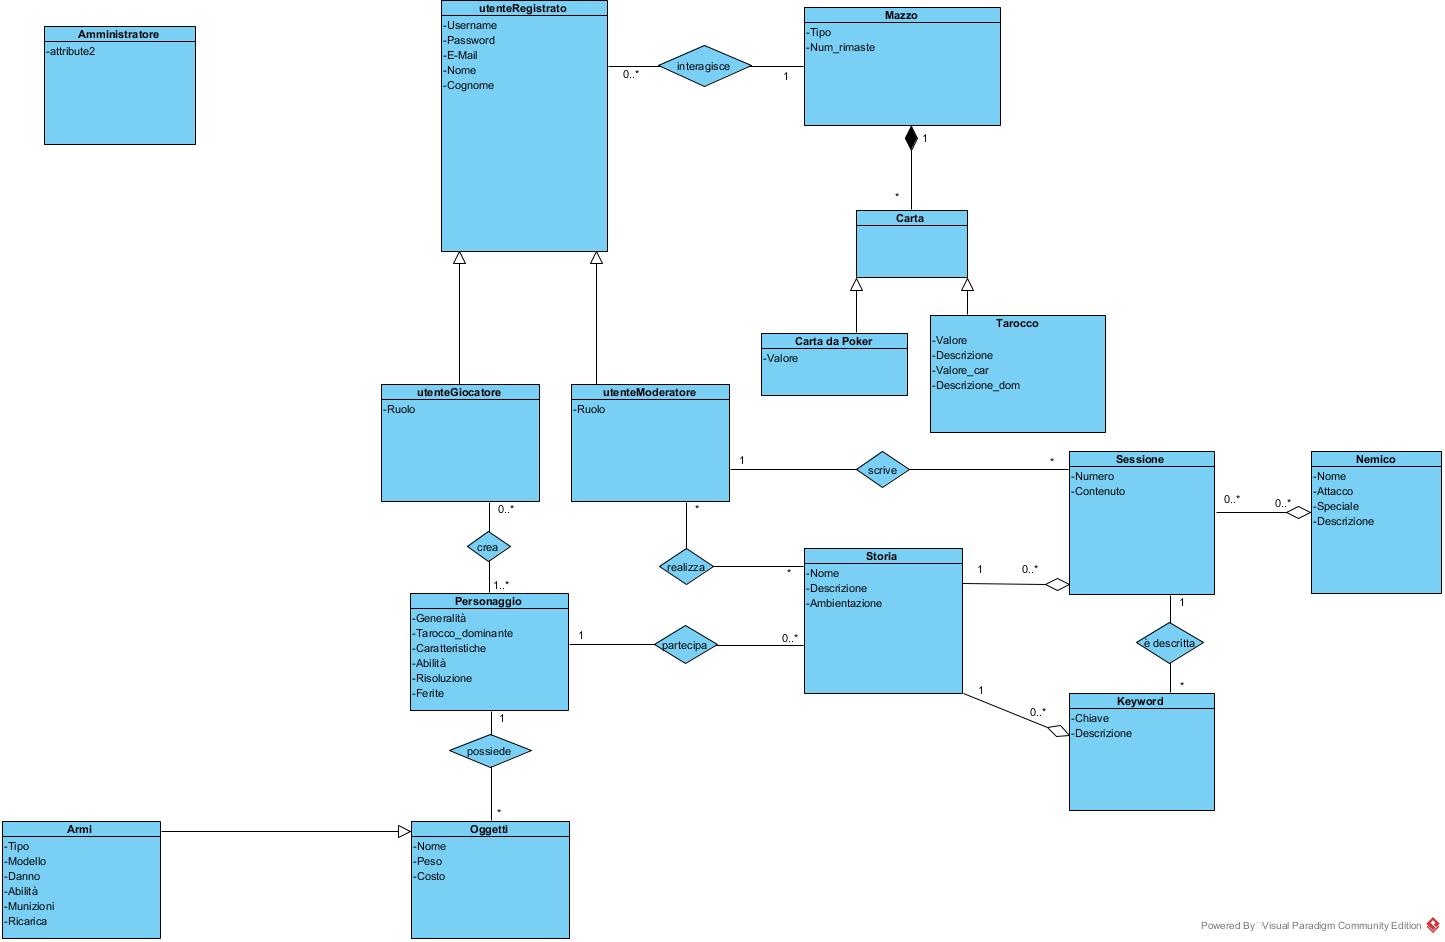 Amministratore
-attribute2
utenteRegistrato
-Username
-Password
-E-Mail
-Nome
-Cognome
0..*
interagisce
1
Mazzo
-Tipo
-Num_rimaste
1
*
Carta
Carta da Poker
-Valore
Tarocco
-Valore
-Descrizione
-Valore_car
-Descrizione_dom
utenteGiocatore
-Ruolo
utenteModeratore
-Ruolo
1
scrive
*
Sessione
-Numero
-Contenuto
0..*
0..*
Nemico
-Nome
-Attacco
-Speciale
-Descrizione
0..*
crea
1..*
*
realizza
*
Storia
-Nome
-Descrizione
-Ambientazione
1
0..*
Personaggio
-Generalità
-Tarocco_dominante
-Caratteristiche
-Abilità
-Risoluzione
-Ferite
1
partecipa
0..*
1
è descritta
*
1
0..*
Keyword
-Chiave
-Descrizione
1
possiede
*
Armi
-Tipo
-Modello
-Danno
-Abilità
-Munizioni
-Ricarica
Oggetti
-Nome
-Peso
-Costo
Powered By Visual Paradigm Community Edition